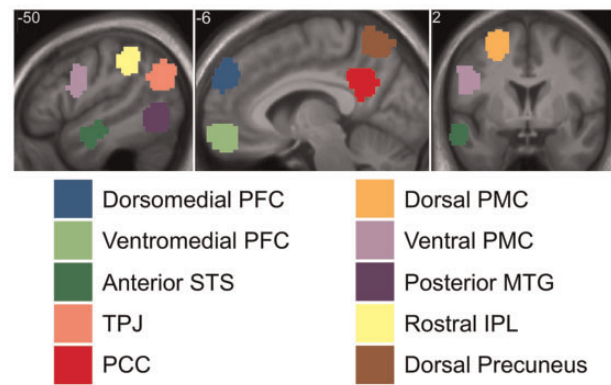 -50
-6
2
Dorsomedial PFC
Ventromedial PFC
Anterior STS
TPJ
PCC
Dorsal PMC
Ventral PMC
Posterior MTG
Rostral IPL
Dorsal Precuneus